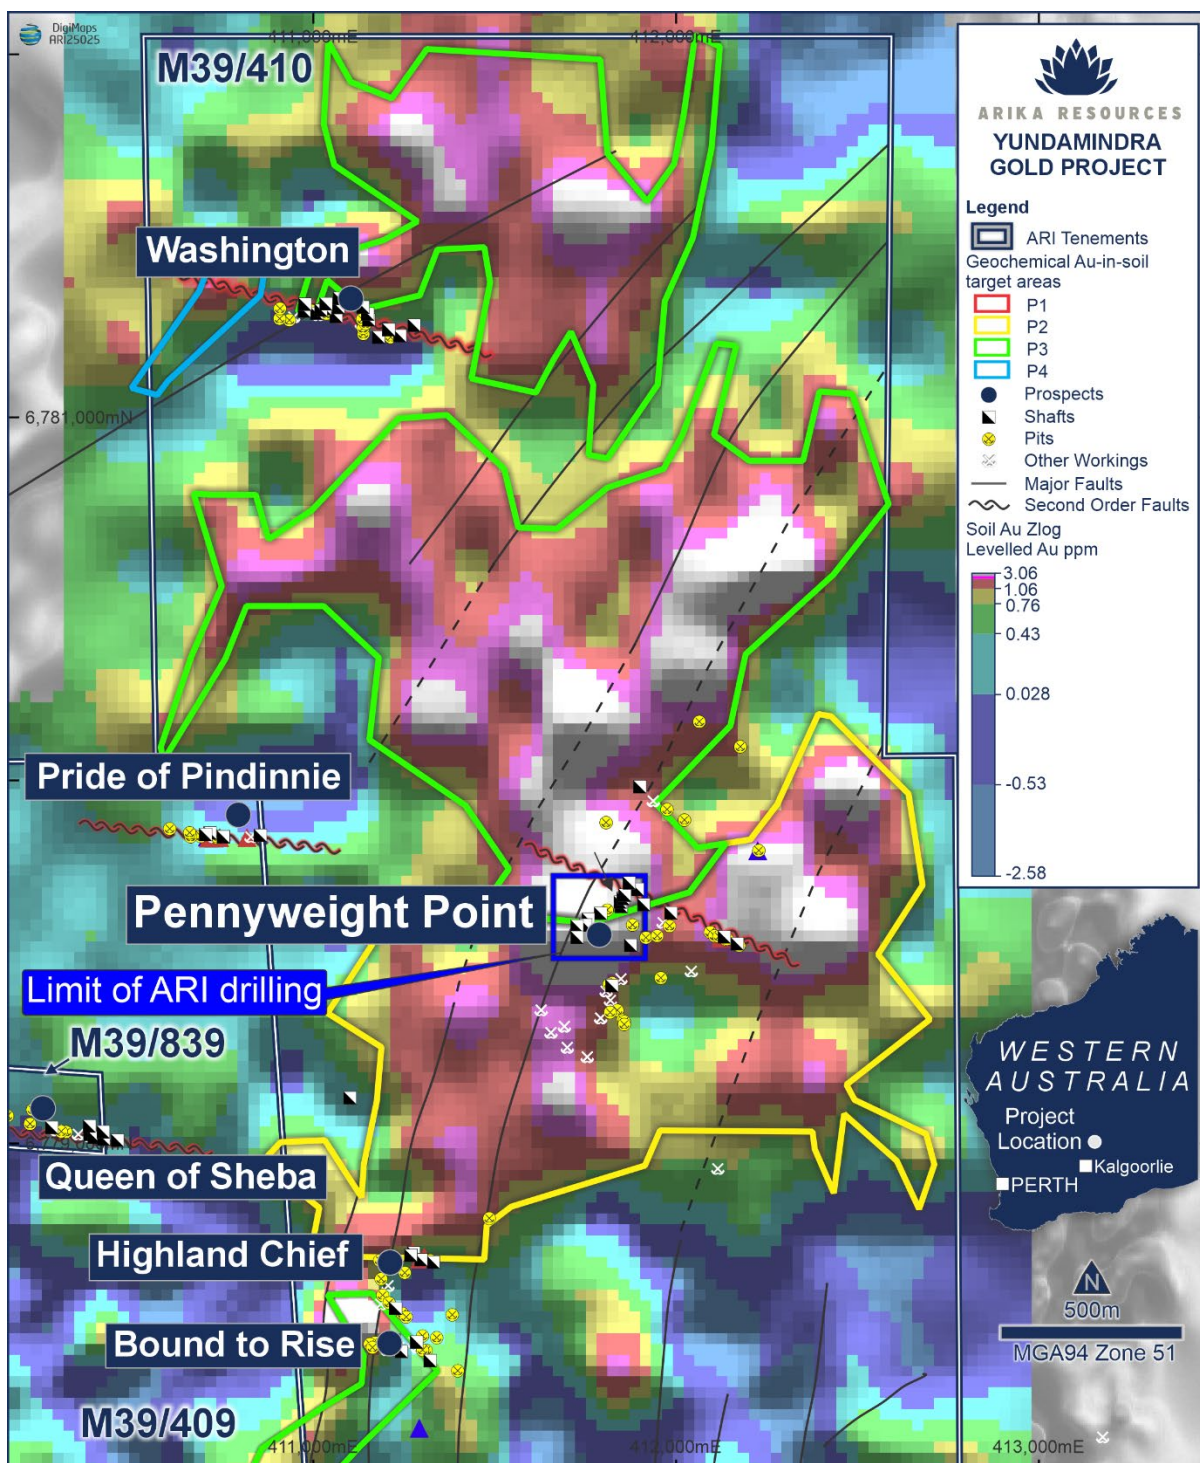 DigiMaps
ARI25025
411,000mE
412,000mE
M39/410
Washington
6,781,000mN
Pride of Pindinnie
Pennyweight Point
Limit of ARI drilling
M39/839
Queen of Sheba
Highland Chief
Bound to Rise
M39/409
411,000mE
412,000mE
413,000mE
ARIKA RESOURCES
YUNDAMINDRA
GOLD PROJECT
Legend
ARI Tenements
Geochemical Au-in-soil
target areas
P1
P2
P3
P4
Prospects
Shafts
Pits
Other Workings
Major Faults
Second Order Faults
Soil Au Zlog
Levelled Au ppm
3.06
1.06
0.76
0.43
0.028
-0.53
-2.58
WESTERN
AUSTRALIA
Project
Location
Kalgoorlie
PERTH
N
500m
MGA94 Zone 51